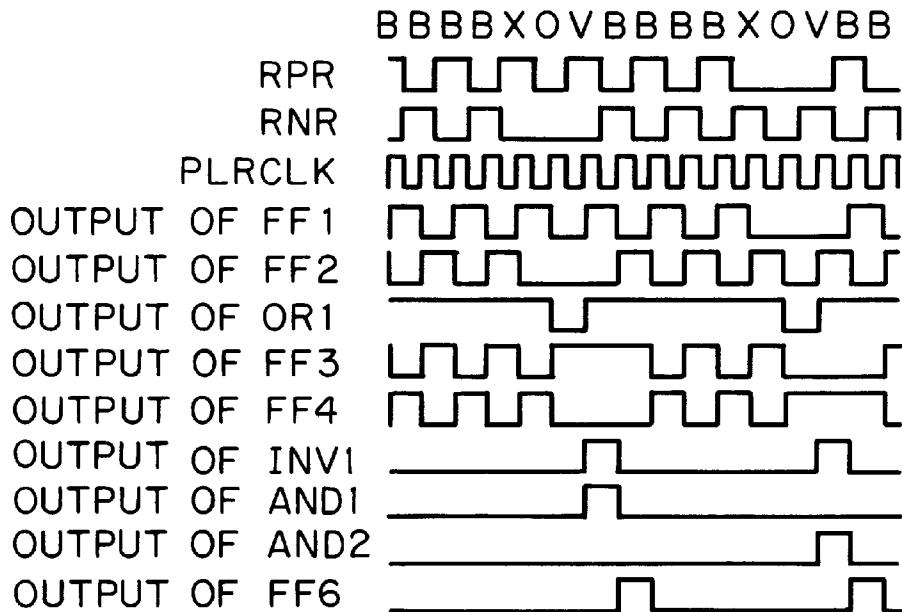 BBBBXOVBBBBXOVBB
RPR
RNR
PLRCLK
OUTPUT OF FF1
OUTPUT OF FF2
OUTPUT OF OR1
OUTPUT OF FF3
OUTPUT OF FF4
OUTPUT OF INV1
OUTPUT OF AND1
OUTPUT OF AND2
OUTPUT OF FF6